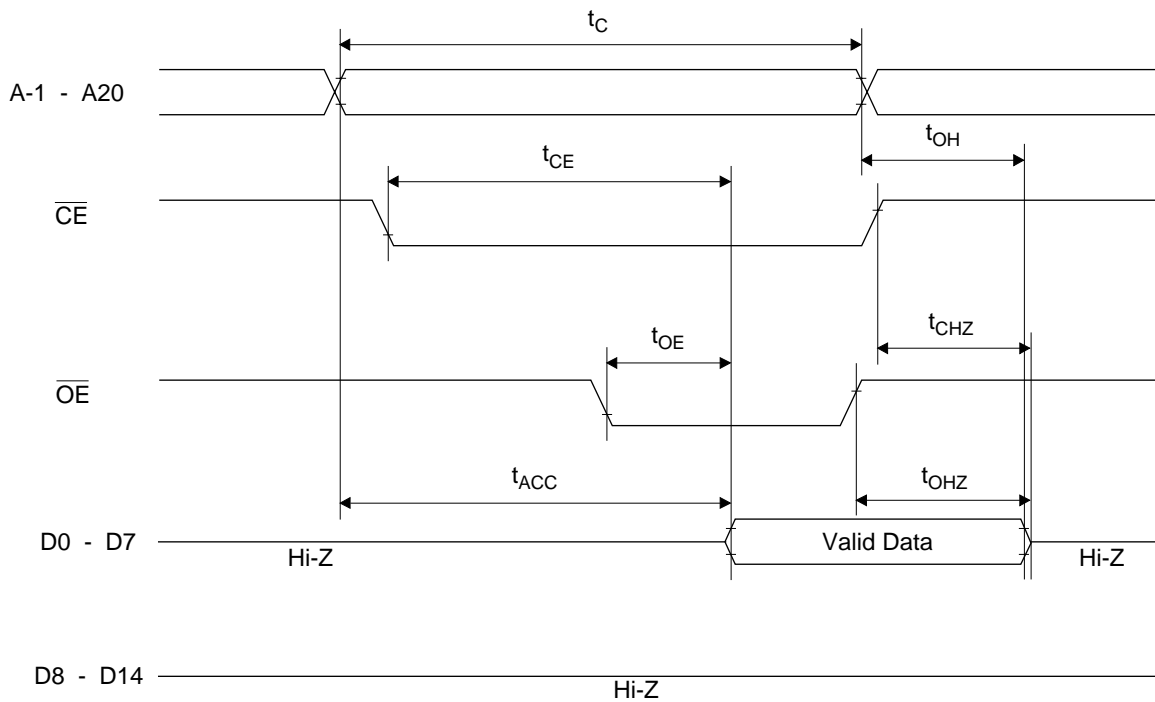 tC
A-1 - A20
tOH
tCE
CE
tCHZ
tOE
OE
tACC
tOHZ
D0 - D7
Valid Data
Hi-Z
Hi-Z
D8 - D14
Hi-Z